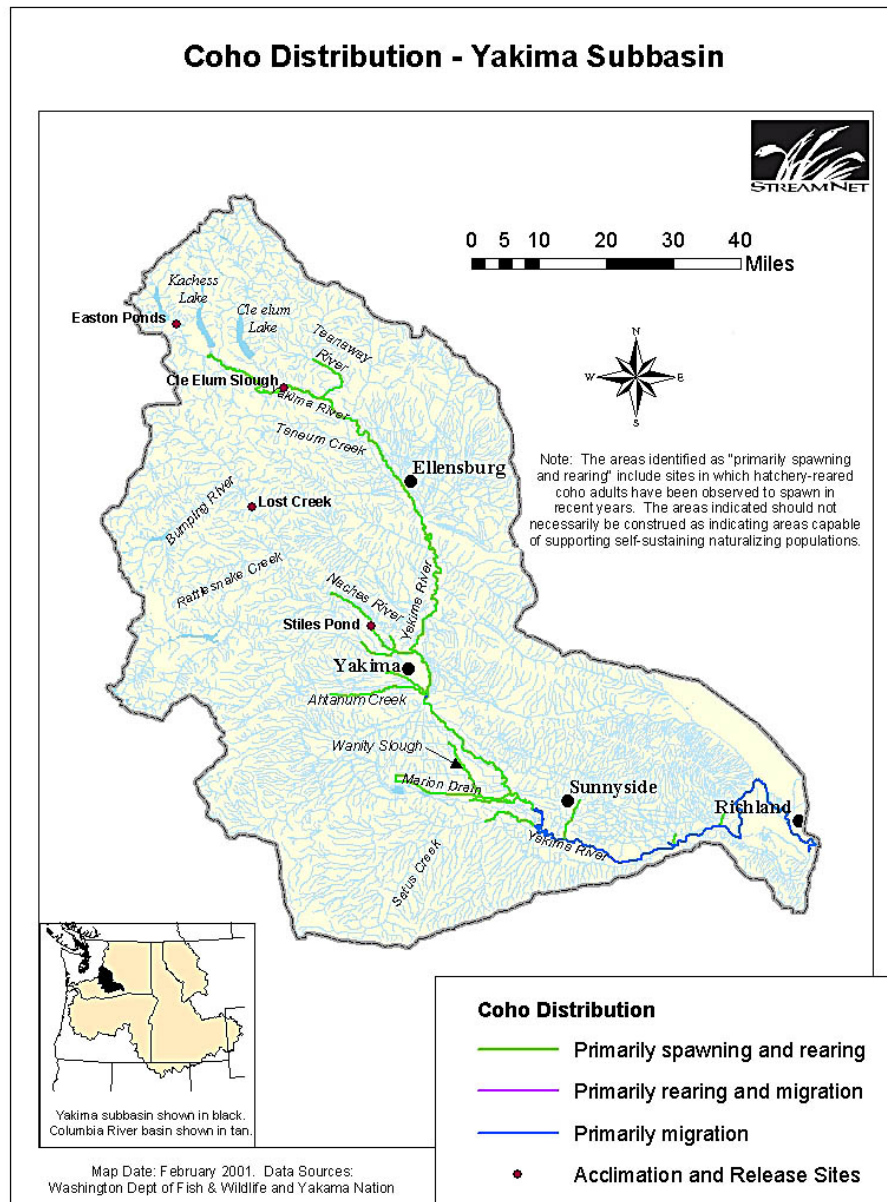 Coho Distribution - Yakima Subbasin
STREAMNET
0 5 10 20 30 40
Miles
Kachess
Lake
Cle elum
Lake
Easton Ponds
Teanaway
River
Cle Elum Slough
Yakima River
Teneum Creek
N
W E
S
Ellensburg
Note: The areas identified as "primarily spawning
and rearing" include sites in which hatchery-reared
coho adults have been observed to spawn in
recent years. The areas indicated should not
necessarily be construed as indicating areas capable
of supporting self-sustaining naturalizing populations.
Bumping River
Lost Creek
Rattlesnake Creek
Naches River
Yakima River
Stiles Pond
Yakima
Ahtanum Creek
Wanity Slough
Marion Drain
Sunnyside
Richland
Yakima River
Satus Creek
Yakima subbasin shown in black.
Columbia River basin shown in tan.
Map Date: February 2001. Data Sources:
Washington Dept of Fish & Wildlife and Yakama Nation
Coho Distribution
Primarily spawning and rearing
Primarily rearing and migration
Primarily migration
Acclimation and Release Sites